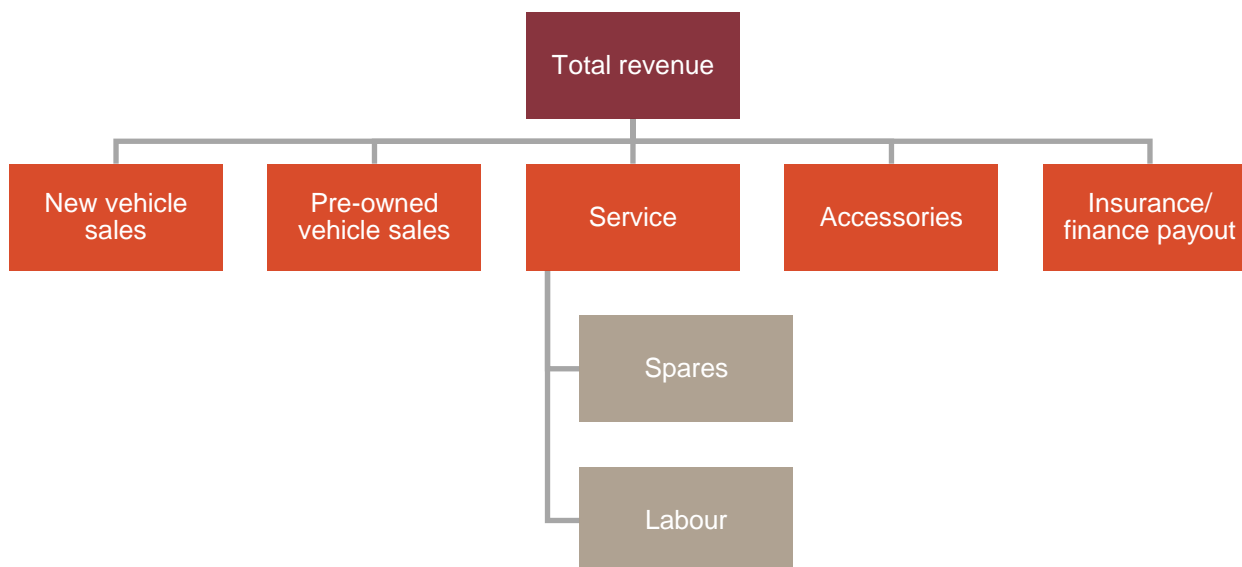 Total revenue
New vehicle
sales
Pre-owned
vehicle sales
Service
Accessories
Insurance/
finance payout
Spares
Labour